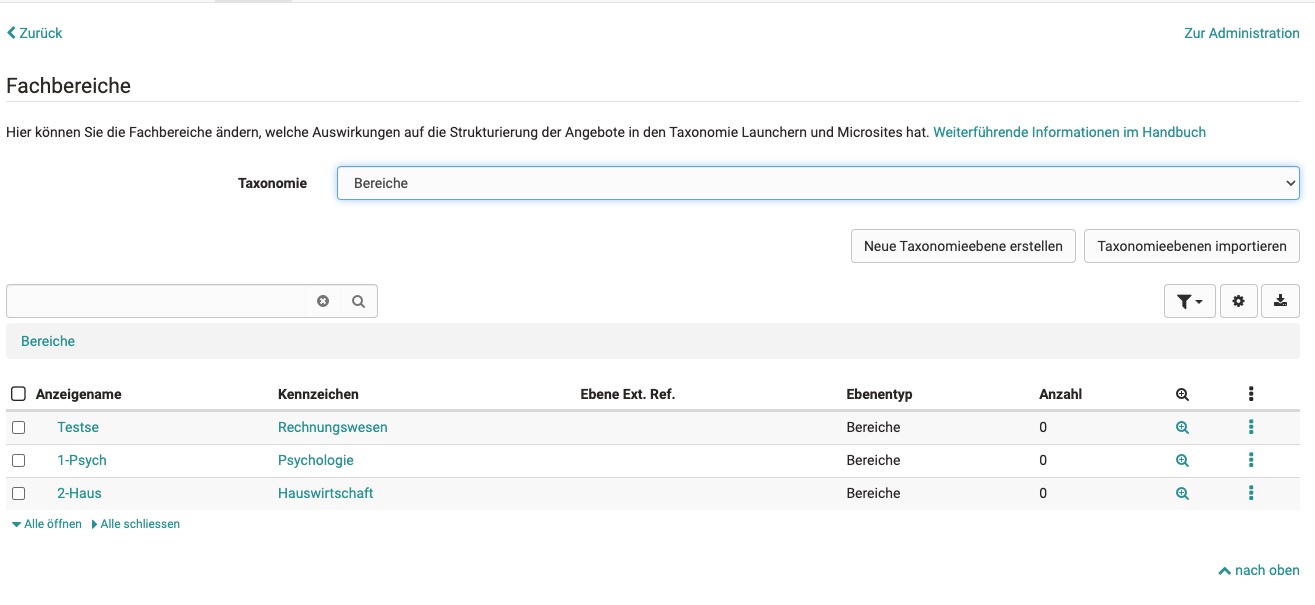 Zurück Zur Administration
Fachbereiche
Hier können Sie die Fachbereiche ändern, welche Auswirkungen auf die Strukturierung der Angebote in den Taxonomie Launchern und Microsites hat. Weiterführende Informationen im Handbuch
Taxonomie Bereiche
Neue Taxonomieebene erstellen Taxonomieebenen importieren
Bereiche
Anzeigename Kennzeichen Ebene Ext. Ref. Ebenentyp Anzahl
Testse Rechnungswesen Bereiche 0
1-Psych Psychologie Bereiche 0
2-Haus Hauswirtschaft Bereiche 0
Alle öffnen Alle schliessen
nach oben